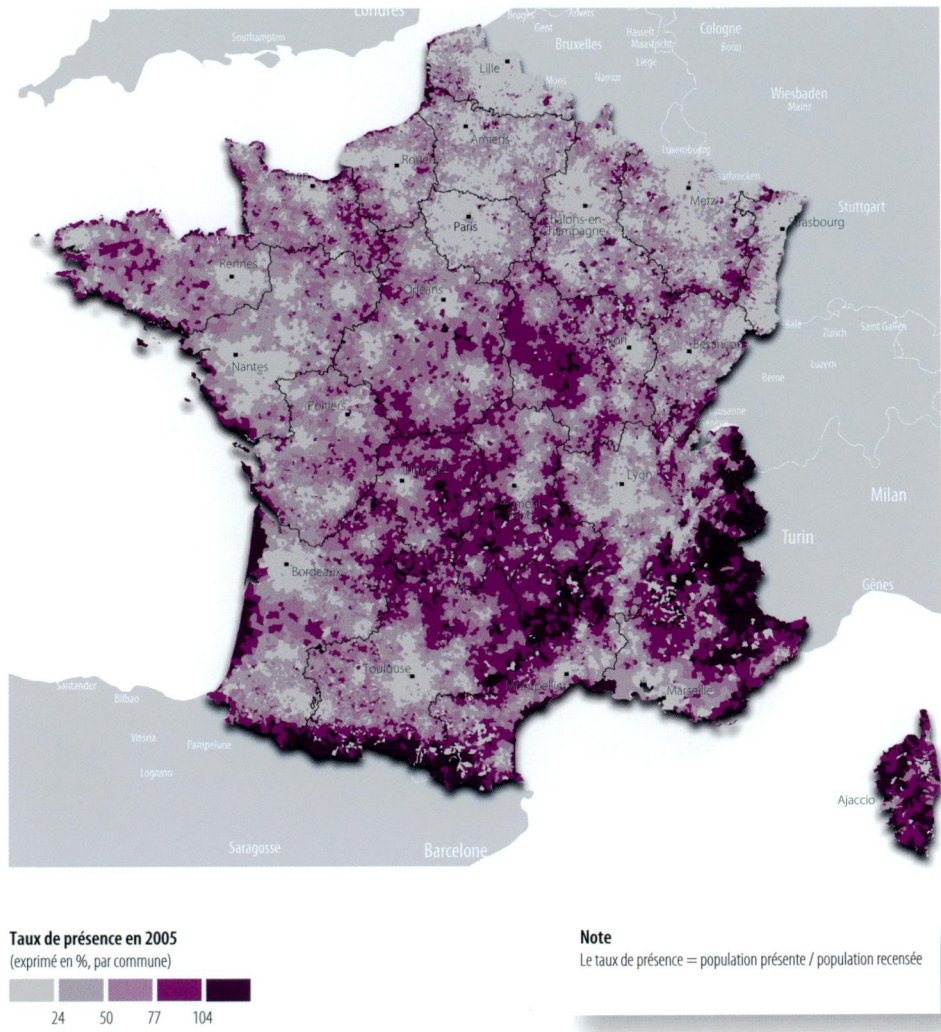 Londres
Southampton
Bruges
Anvers
Gent
Bruxelles
Hasselt
Maastricht
Cologne
Bonn
Liege
Lille
Mons
Namur
Wiesbaden
Mainz
Amiens
Luxembourg
Rouen
Metz
Paris
Châlons-en-
Champagne
Stuttgart
Strasbourg
Rennes
Orléans
Dijon
Besançon
Bâle
Zürich
Saint Gallen
Nantes
Luzern
Berne
Poitiers
Lausanne
Limoges
Lyon
Milan
Turin
Bordeaux
Gênes
Toulouse
Montpellier
Marseille
Santander
Bilbao
Vitoria
Pampelune
Logrono
Ajaccio
Saragosse
Barcelone
Taux de présence en 2005
(exprimé en %, par commune)
24 50 77 104
Note
Le taux de présence = population présente / population recensée